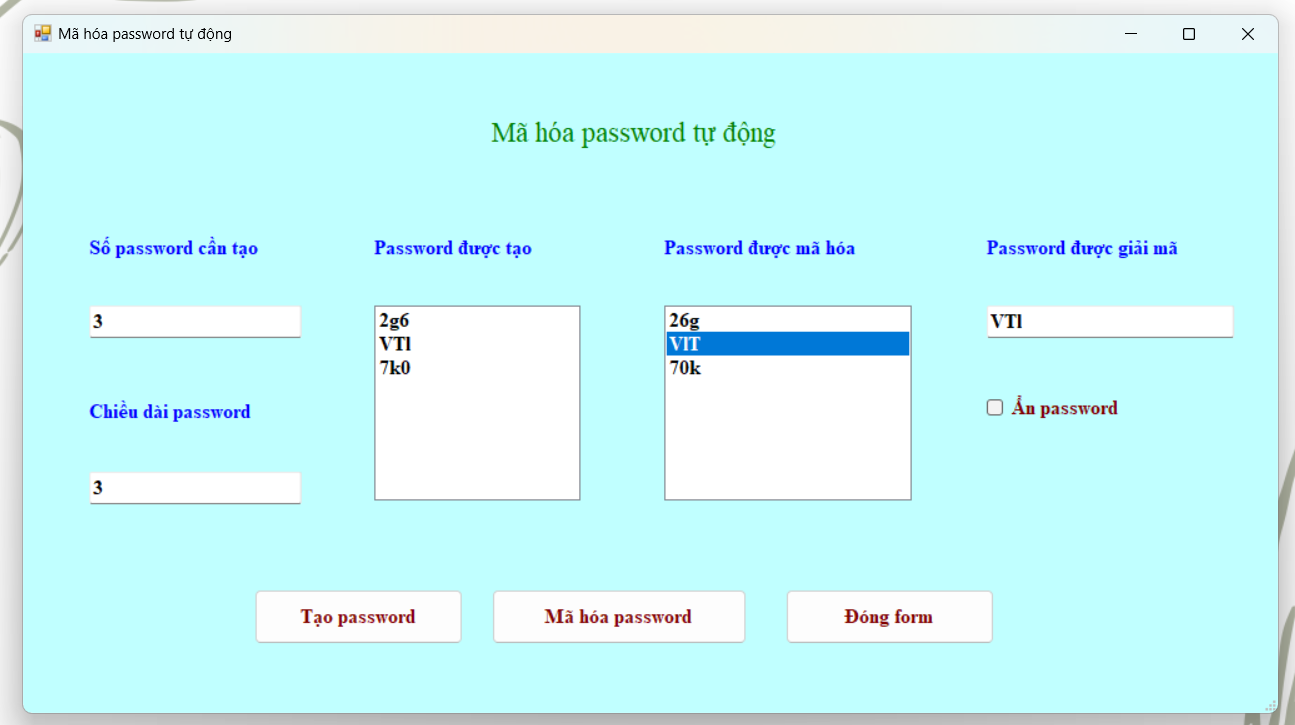 Mã hóa password tự động
Mã hóa password tự động
Số password cần tạo
Password được tạo
Password được mã hóa
Password được giải mã
3
2g6
VTl
7k0
26g
VlT
70k
VTl
Chiều dài password
Ẩn password
3
Tạo password
Mã hóa password
Đóng form